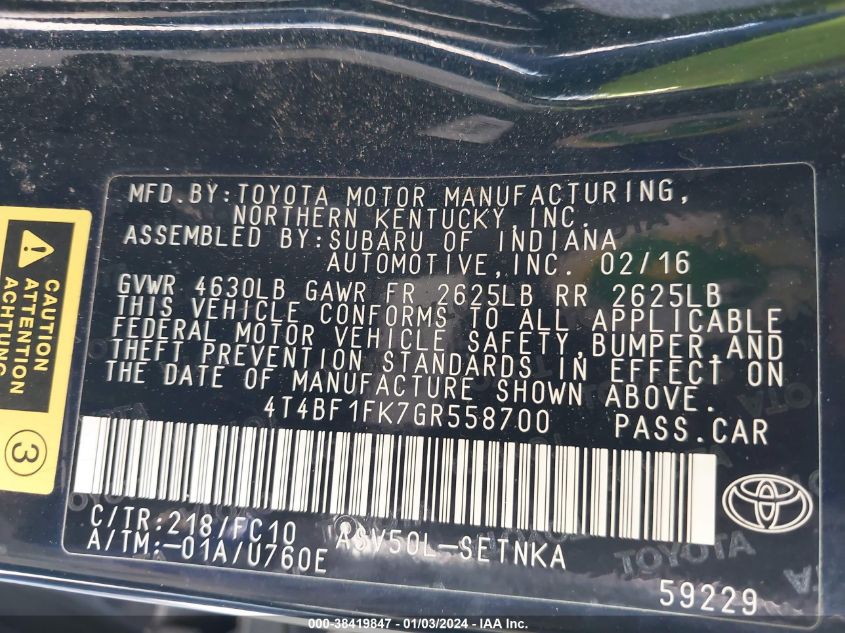 MFD.BY:TOYOTA MOTOR MANUFACTURING,
NORTHERN KENTUCKY,INC.
ASSEMBLED BY:SUBARU OF INDIANA
AUTOMOTIVE,INC. 02/16
GVWR 4630LB GAWR FR 2625LB RR 2625LB
THIS VEHICLE CONFORMS TO ALL APPLICABLE
FEDERAL MOTOR VEHICLE SAFETY,BUMPER,AND
THEFT PREVENTION STANDARDS IN EFFECT ON
THE DATE OF MANUFACTURE SHOWN ABOVE.
4T4BF1FK7GR558700 PASS.CAR
C/TR:218/FC10 ASV50L-SETNKA
A/TM:-01A/U760E
TOYOTA
59229
CAUTION
ATTENTION
ACHTUNG
3
000-38419847 - 01/03/2024 - IAA Inc.